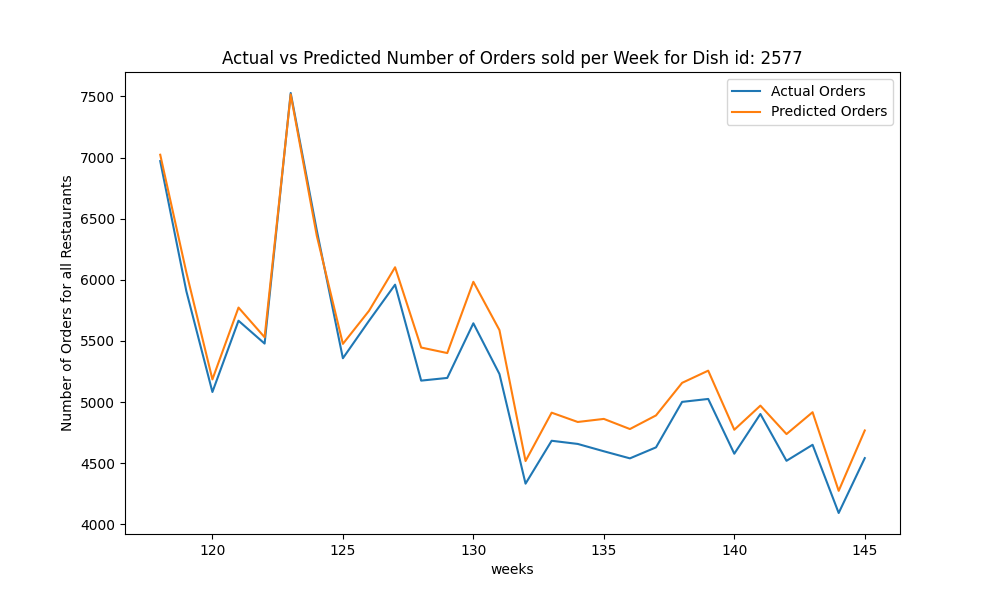 Actual vs Predicted Number of Orders sold per Week for Dish id: 2577
Actual Orders
Predicted Orders
Number of Orders for all Restaurants
7500
7000
6500
6000
5500
5000
4500
4000
120 125 130 135 140 145
weeks